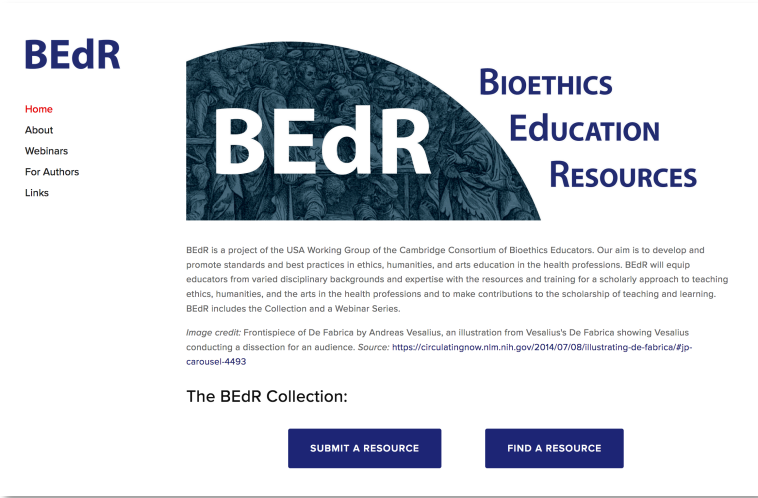 BEdR
Home
About
Webinars
For Authors
Links
BEdR
BIOETHICS
EDUCATION
RESOURCES
BEdR is a project of the USA Working Group of the Cambridge Consortium of Bioethics Educators. Our aim is to develop and
promote standards and best practices in ethics, humanities, and arts education in the health professions. BEdR will equip
educators from varied disciplinary backgrounds and expertise with the resources and training for a scholarly approach to teaching
ethics, humanities, and the arts in the health professions and to make contributions to the scholarship of teaching and learning.
BEdR includes the Collection and a Webinar Series.
Image credit: Frontispiece of De Fabrica by Andreas Vesalius, an illustration from Vesalius's De Fabrica showing Vesalius
conducting a dissection for an audience. Source: https://circulatingnow.nlm.nih.gov/2014/07/08/illustrating-de-fabrica/#jp-
carousel-4493
The BEdR Collection:
SUBMIT A RESOURCE
FIND A RESOURCE